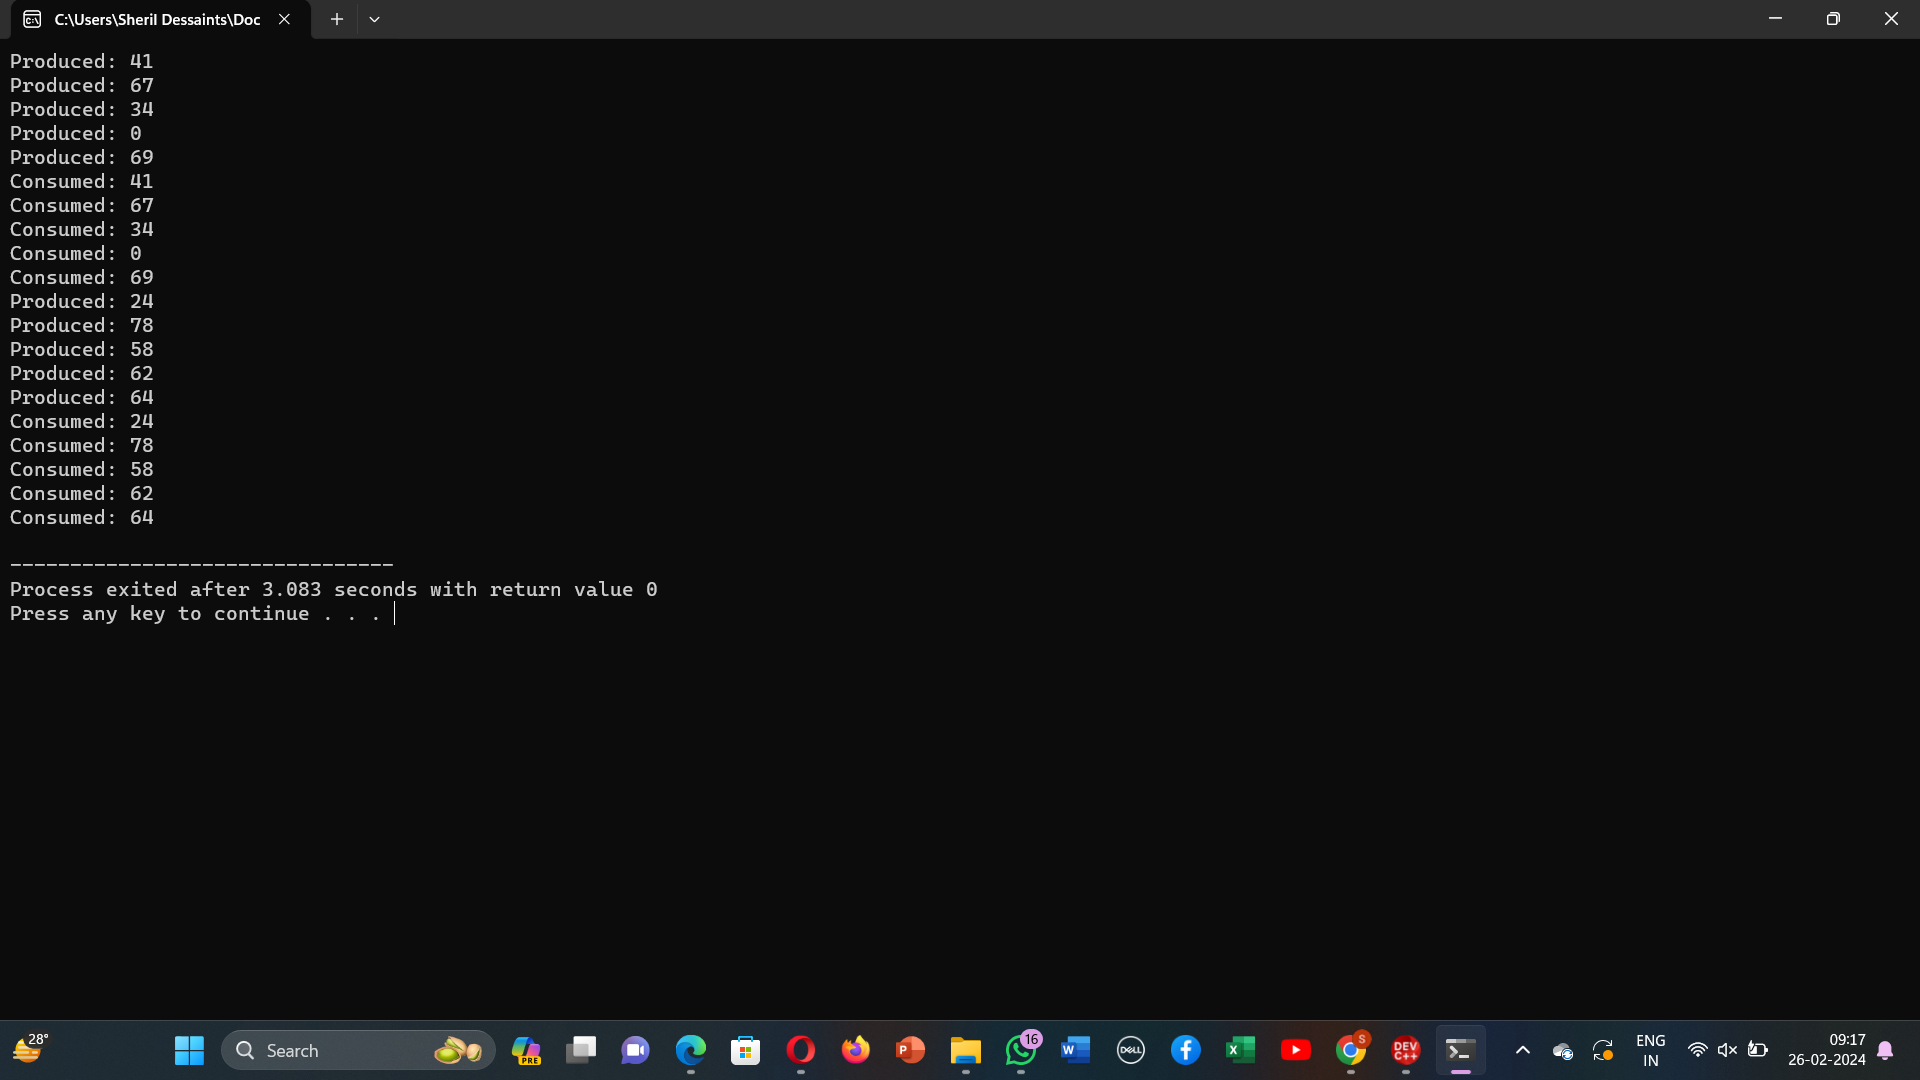 C:\Users\Sheril Dessaints\Doc
Produced: 41
Produced: 67
Produced: 34
Produced: 0
Produced: 69
Consumed: 41
Consumed: 67
Consumed: 34
Consumed: 0
Consumed: 69
Produced: 24
Produced: 78
Produced: 58
Produced: 62
Produced: 64
Consumed: 24
Consumed: 78
Consumed: 58
Consumed: 62
Consumed: 64
--------------------------------
Process exited after 3.083 seconds with return value 0
Press any key to continue . . .
28°
Search
PRE
16
W
DELL
X
P
S
DEV
C++
ENG
IN
09:17
26-02-2024